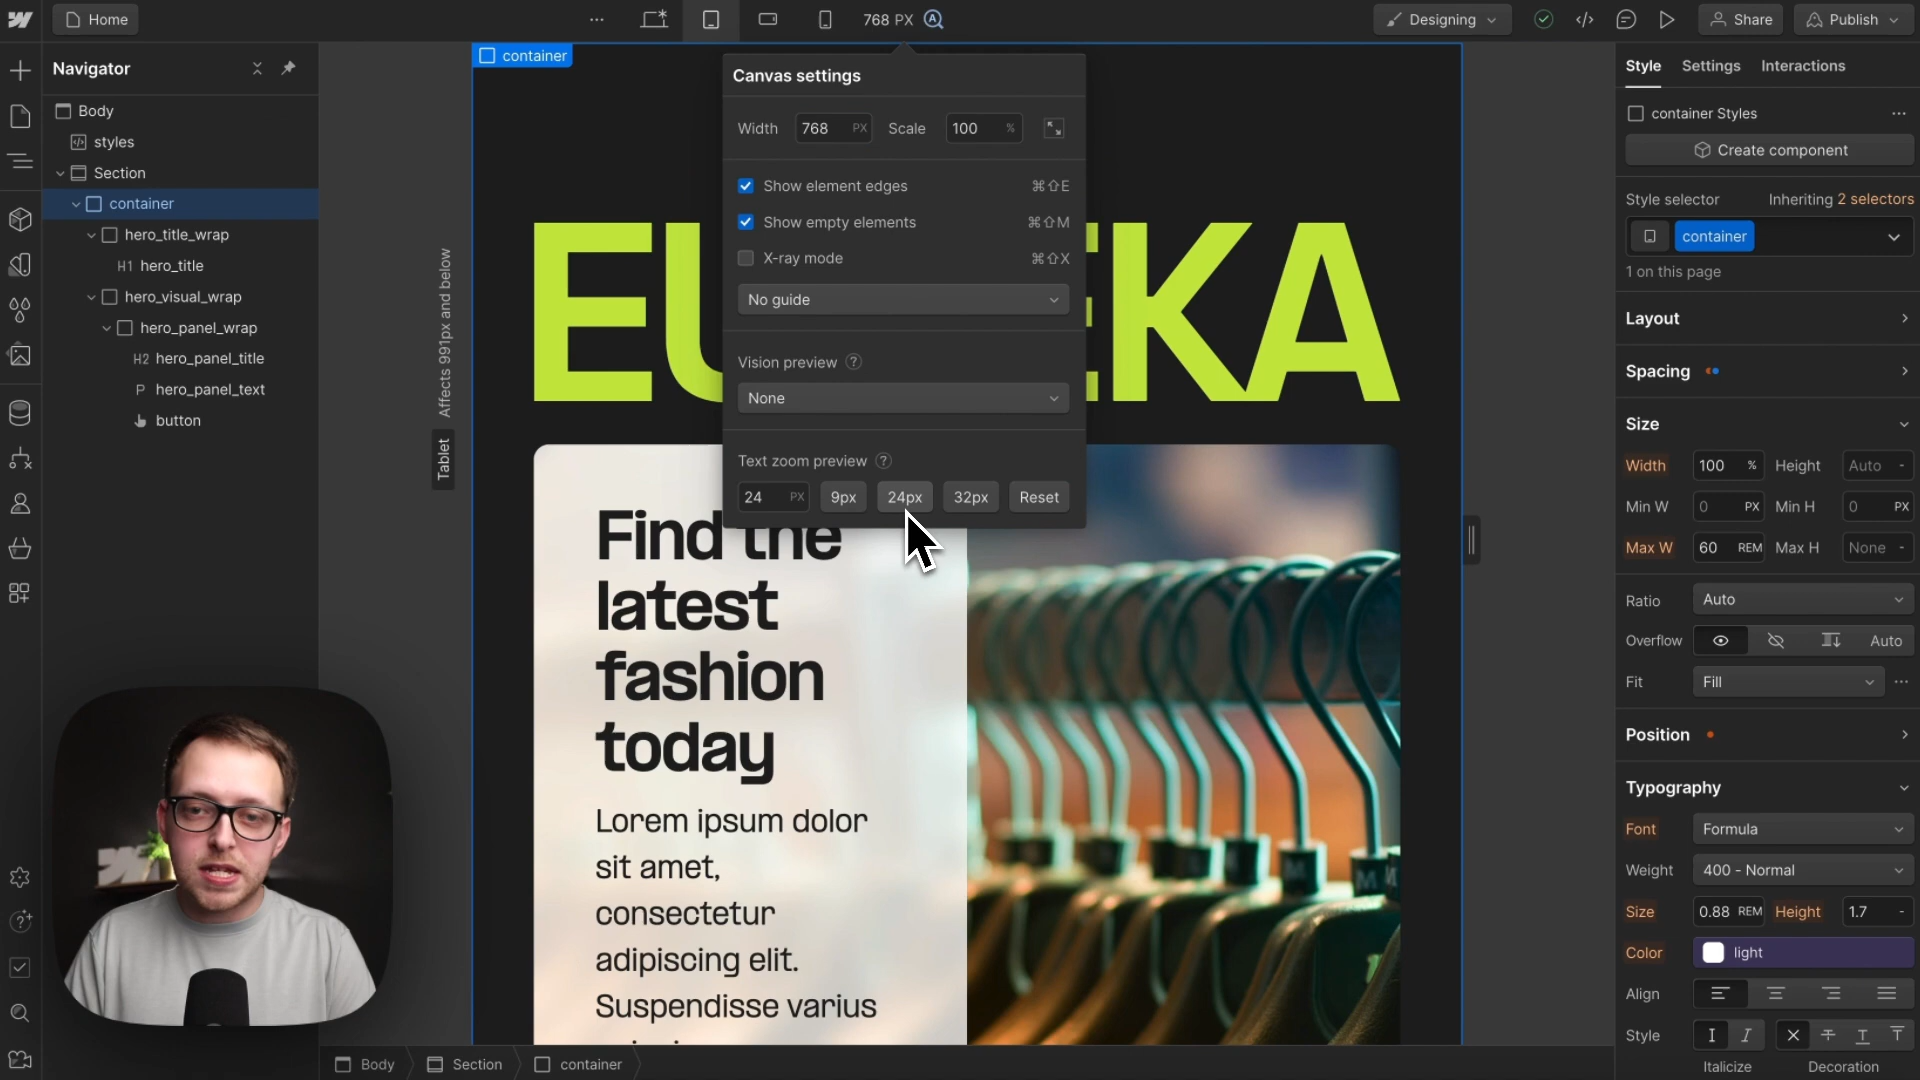 Home
768 PX
Designing
Share
Publish
Navigator
Body
styles
Section
container
hero_title_wrap
H1 hero_title
hero_visual_wrap
hero_panel_wrap
H2 hero_panel_title
P hero_panel_text
button
Affects 991px and below
Tablet
container
EU
EKA
Canvas settings
Width 768 PX Scale 100 %
Show element edges ⌘⇧E
Show empty elements ⌘⇧M
X-ray mode ⌘⇧X
No guide
Vision preview ?
None
Text zoom preview ?
24 PX 9px 24px 32px Reset
Find the
latest
fashion
today
Lorem ipsum dolor
sit amet,
consectetur
adipiscing elit.
Suspendisse varius
Body Section container
Style Settings Interactions
container Styles
Create component
Style selector Inheriting 2 selectors
container
1 on this page
Layout
Spacing
Size
Width 100 % Height Auto -
Min W 0 PX Min H 0 PX
Max W 60 REM Max H None -
Ratio Auto
Overflow Auto
Fit Fill
Position
Typography
Font Formula
Weight 400 - Normal
Size 0.88 REM Height 1.7 -
Color light
Align
Style
Italicize Decoration